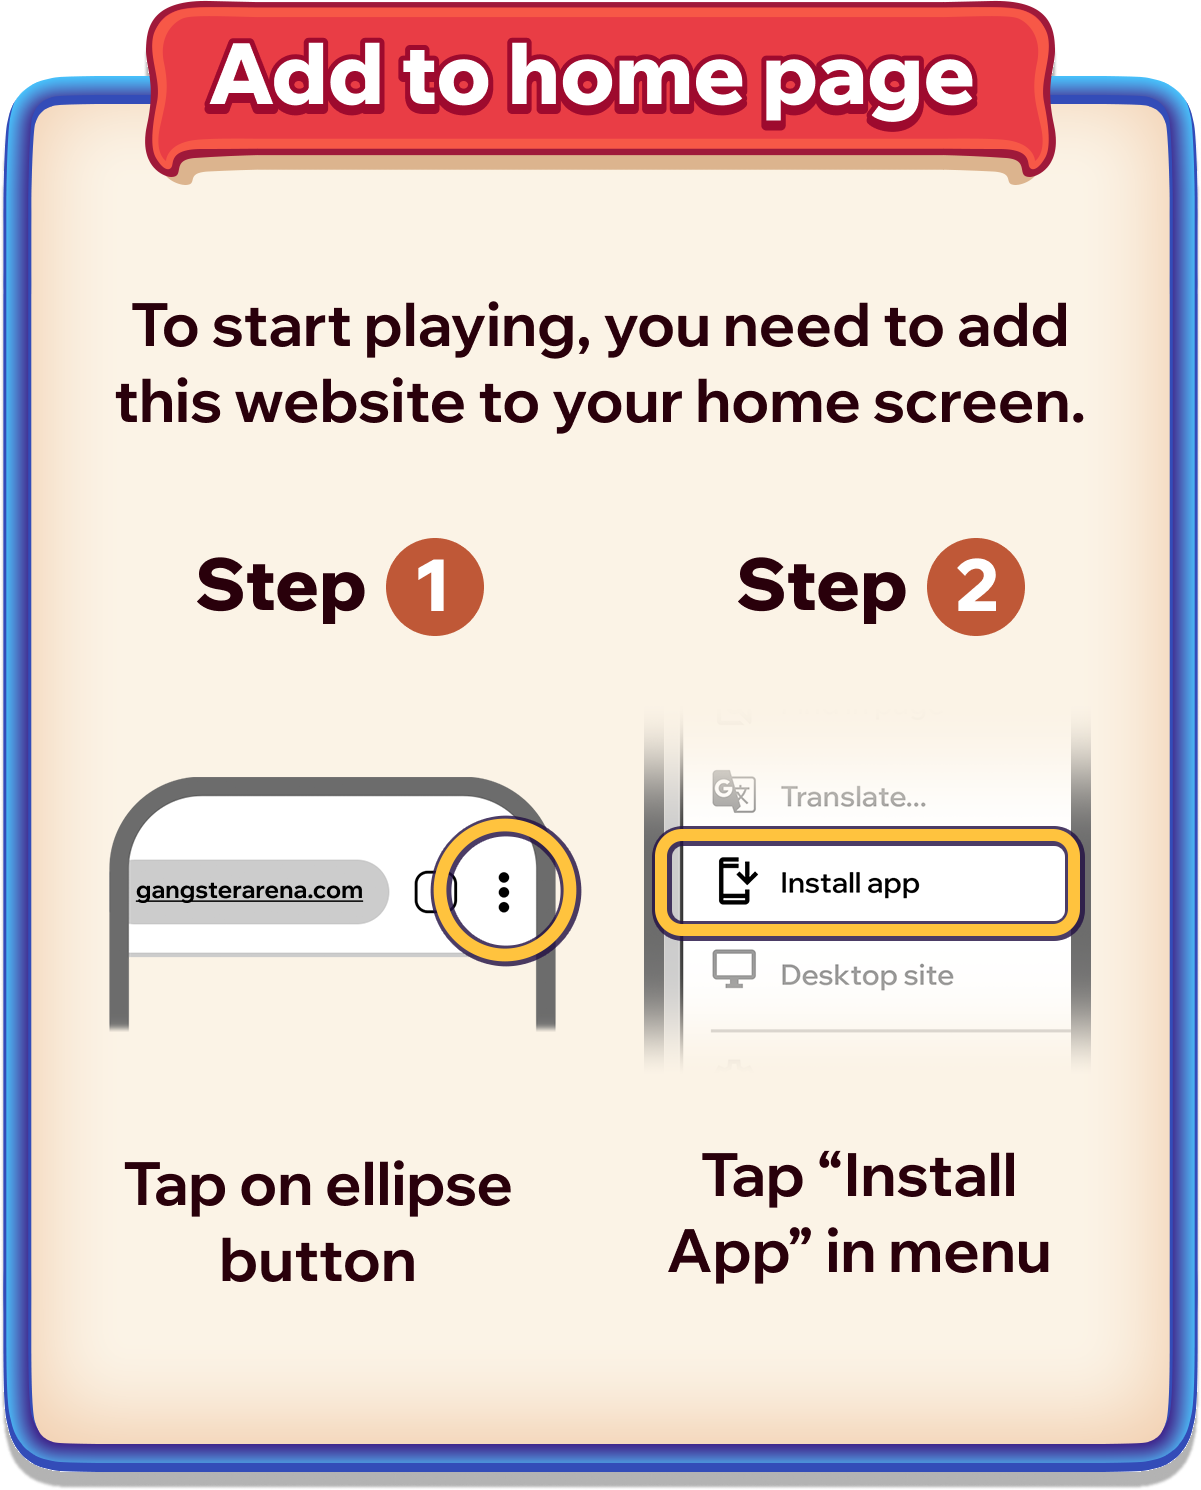 Add to home page
To start playing, you need to add
this website to your home screen.
Step 1
Step 2
gangsterarena.com
Translate...
Install app
Desktop site
Tap on ellipse
button
Tap “Install
App” in menu